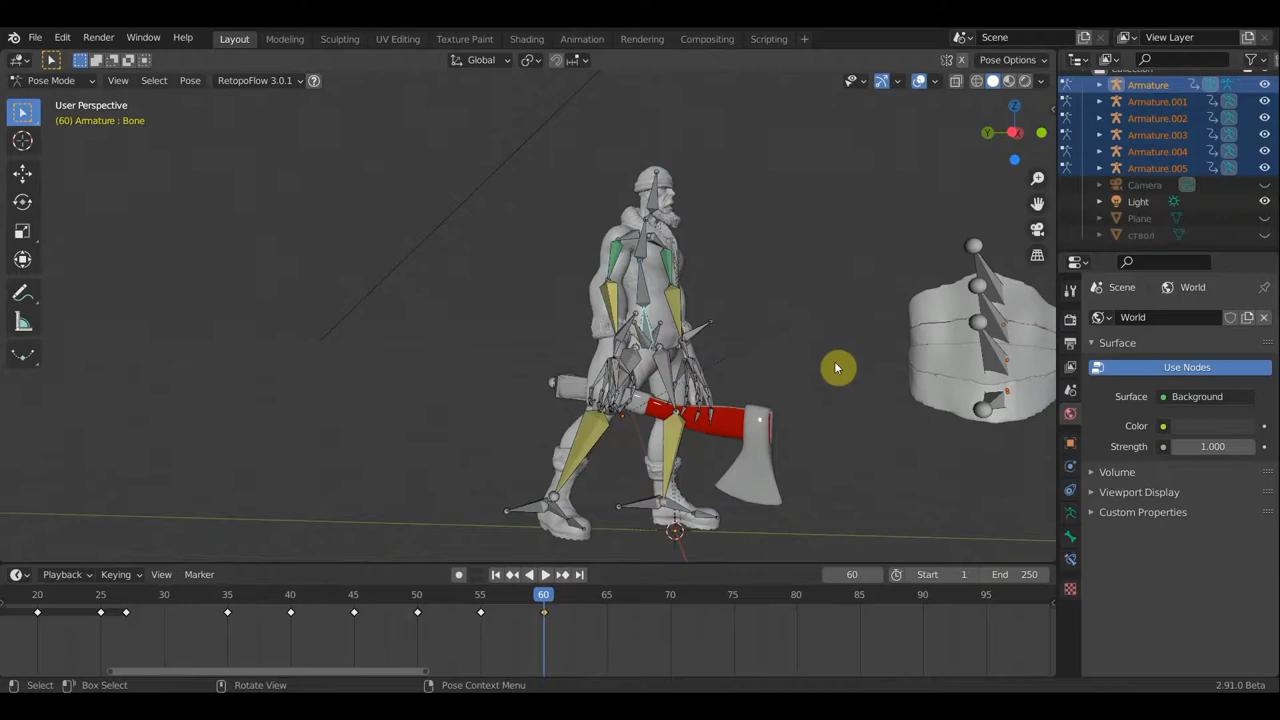 File Edit Render Window Help Layout Modeling Sculpting UV Editing Texture Paint Shading Animation Rendering Compositing Scripting + Scene View Layer
Global X Pose Options
Pose Mode View Select Pose RetopoFlow 3.0.1 ?
User Perspective
(60) Armature : Bone
Z
Y
X
Armature
Armature.001
Armature.002
Armature.003
Armature.004
Armature.005
Camera
Light
Plane
ствол
Scene World
World
Surface
Use Nodes
Surface Background
Color
Strength 1.000
Volume
Viewport Display
Custom Properties
Playback Keying View Marker 60 Start 1 End 250
20 25 30 35 40 45 50 55 60 65 70 75 80 85 90 95
Select Box Select Rotate View Pose Context Menu 2.91.0 Beta